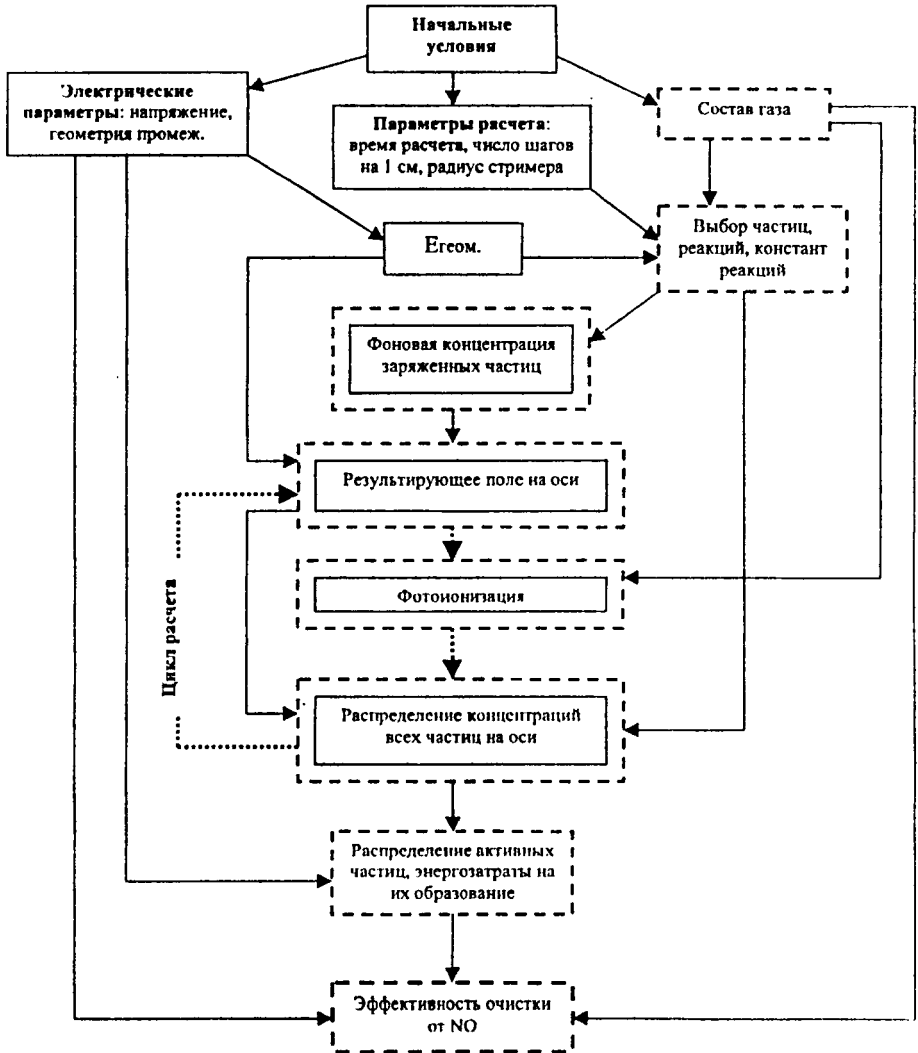 Начальные
условия
Электрические
параметры: напряжение,
геометрия промеж.
Параметры расчета:
время расчета, число шагов
на 1 см, радиус стримера
Состав газа
Выбор частиц,
реакций, констант
реакций
Eгеом.
Фоновая концентрация
заряженных частиц
Результирующее поле на оси
Фотоионизация
Цикл расчета
Распределение концентраций
всех частиц на оси
Распределение активных
частиц, энергозатраты на
их образование
Эффективность очистки
от NO